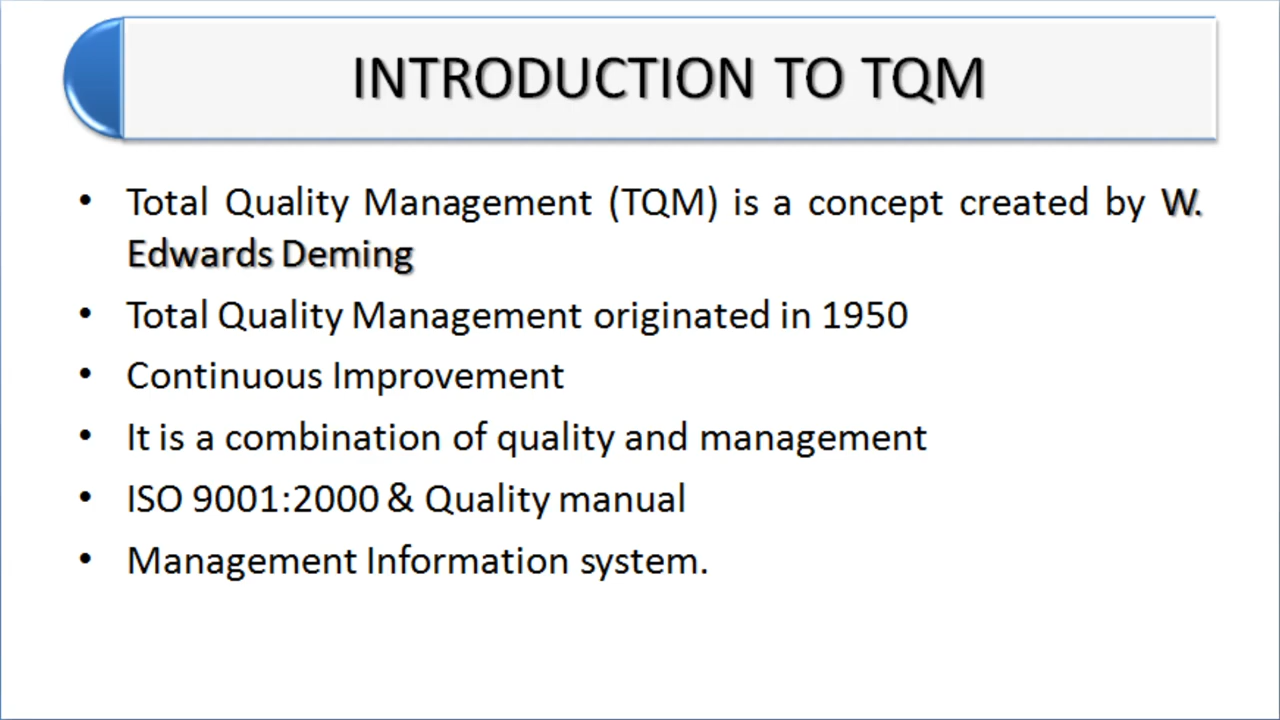 INTRODUCTION TO TQM
• Total Quality Management (TQM) is a concept created by W.
Edwards Deming
• Total Quality Management originated in 1950
• Continuous Improvement
• It is a combination of quality and management
• ISO 9001:2000 & Quality manual
• Management Information system.